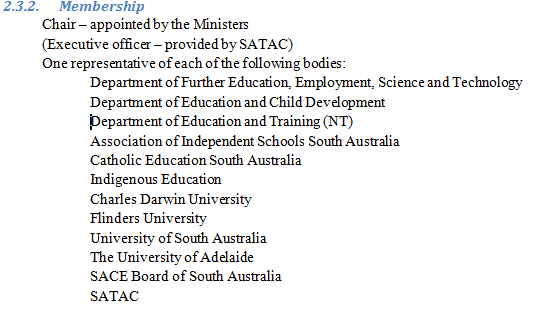 2.3.2. Membership
Chair – appointed by the Ministers
(Executive officer – provided by SATAC)
One representative of each of the following bodies:
Department of Further Education, Employment, Science and Technology
Department of Education and Child Development
Department of Education and Training (NT)
Association of Independent Schools South Australia
Catholic Education South Australia
Indigenous Education
Charles Darwin University
Flinders University
University of South Australia
The University of Adelaide
SACE Board of South Australia
SATAC